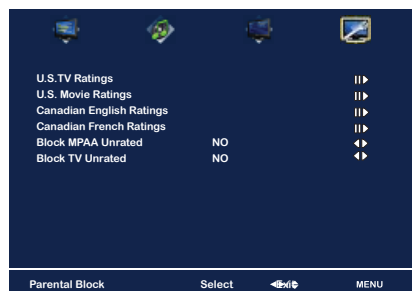 U.S.TV Ratings
U.S. Movie Ratings
Canadian English Ratings
Canadian French Ratings
Block MPAA Unrated NO
Block TV Unrated NO
Parental Block Select Exit MENU